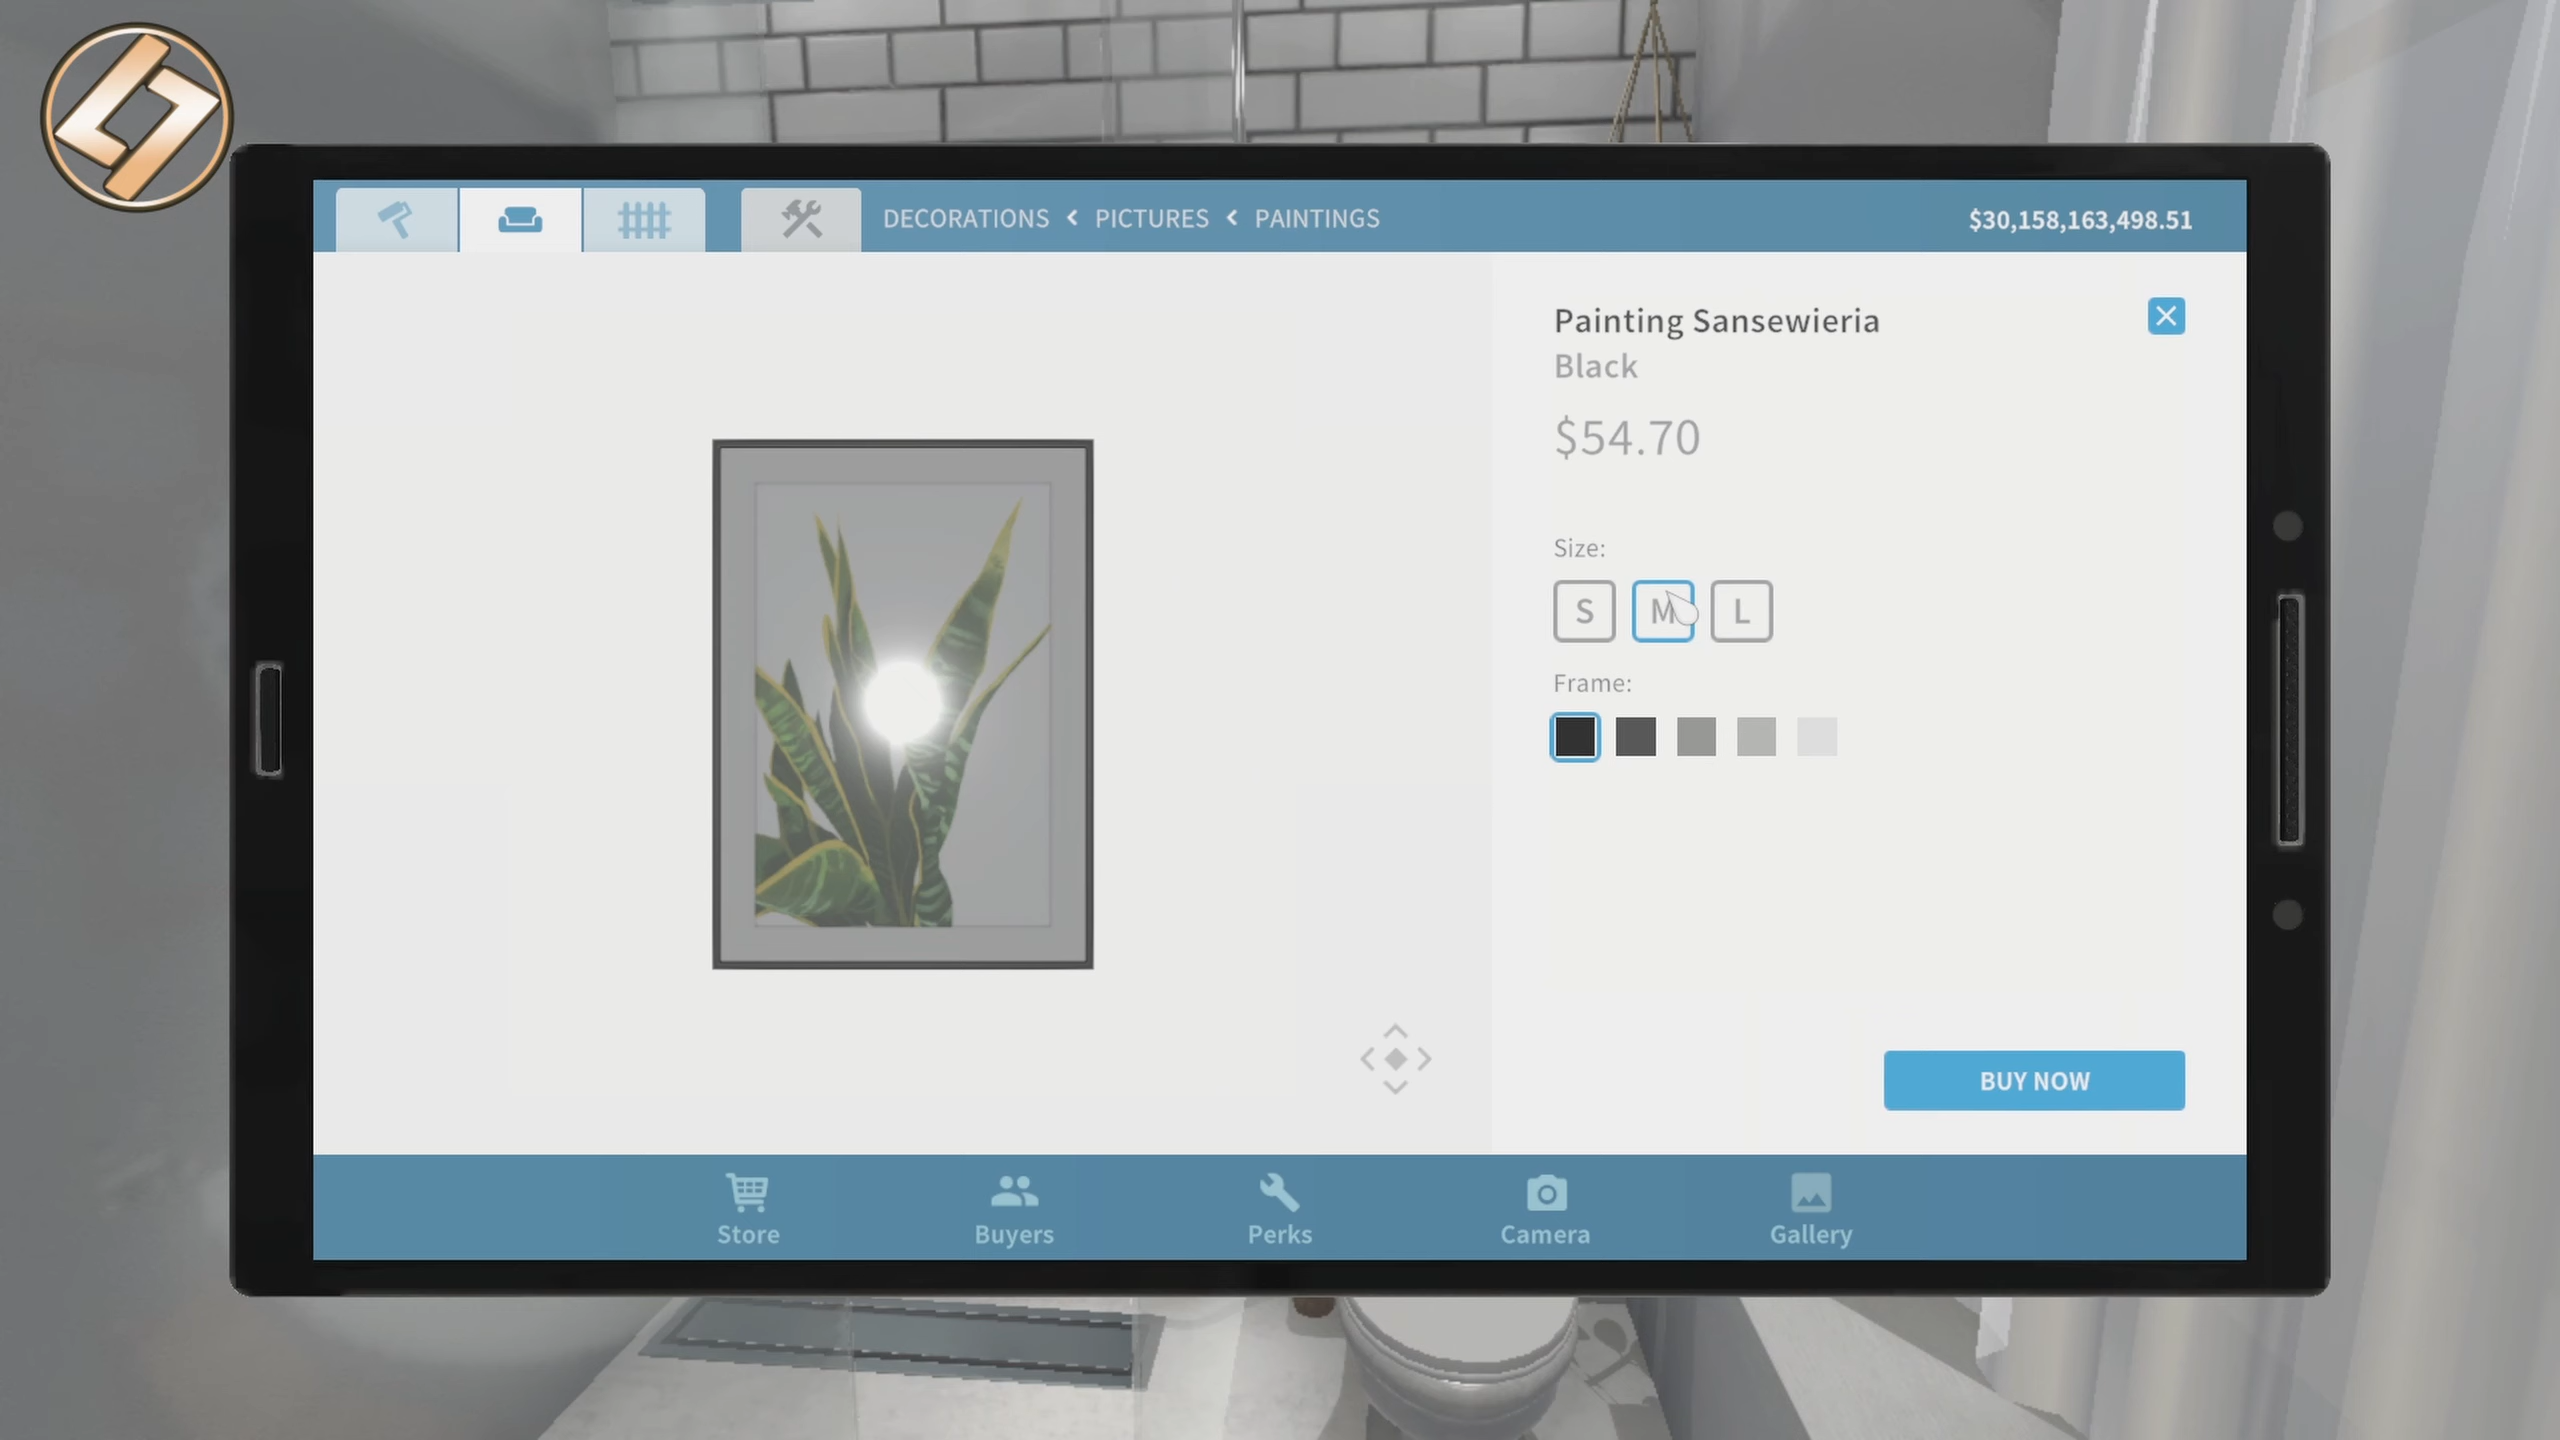 DECORATIONS < PICTURES < PAINTINGS
$30,158,163,498.51
Painting Sansewieria
Black
$54.70
Size:
S M L
Frame:
BUY NOW
Store Buyers Perks Camera Gallery